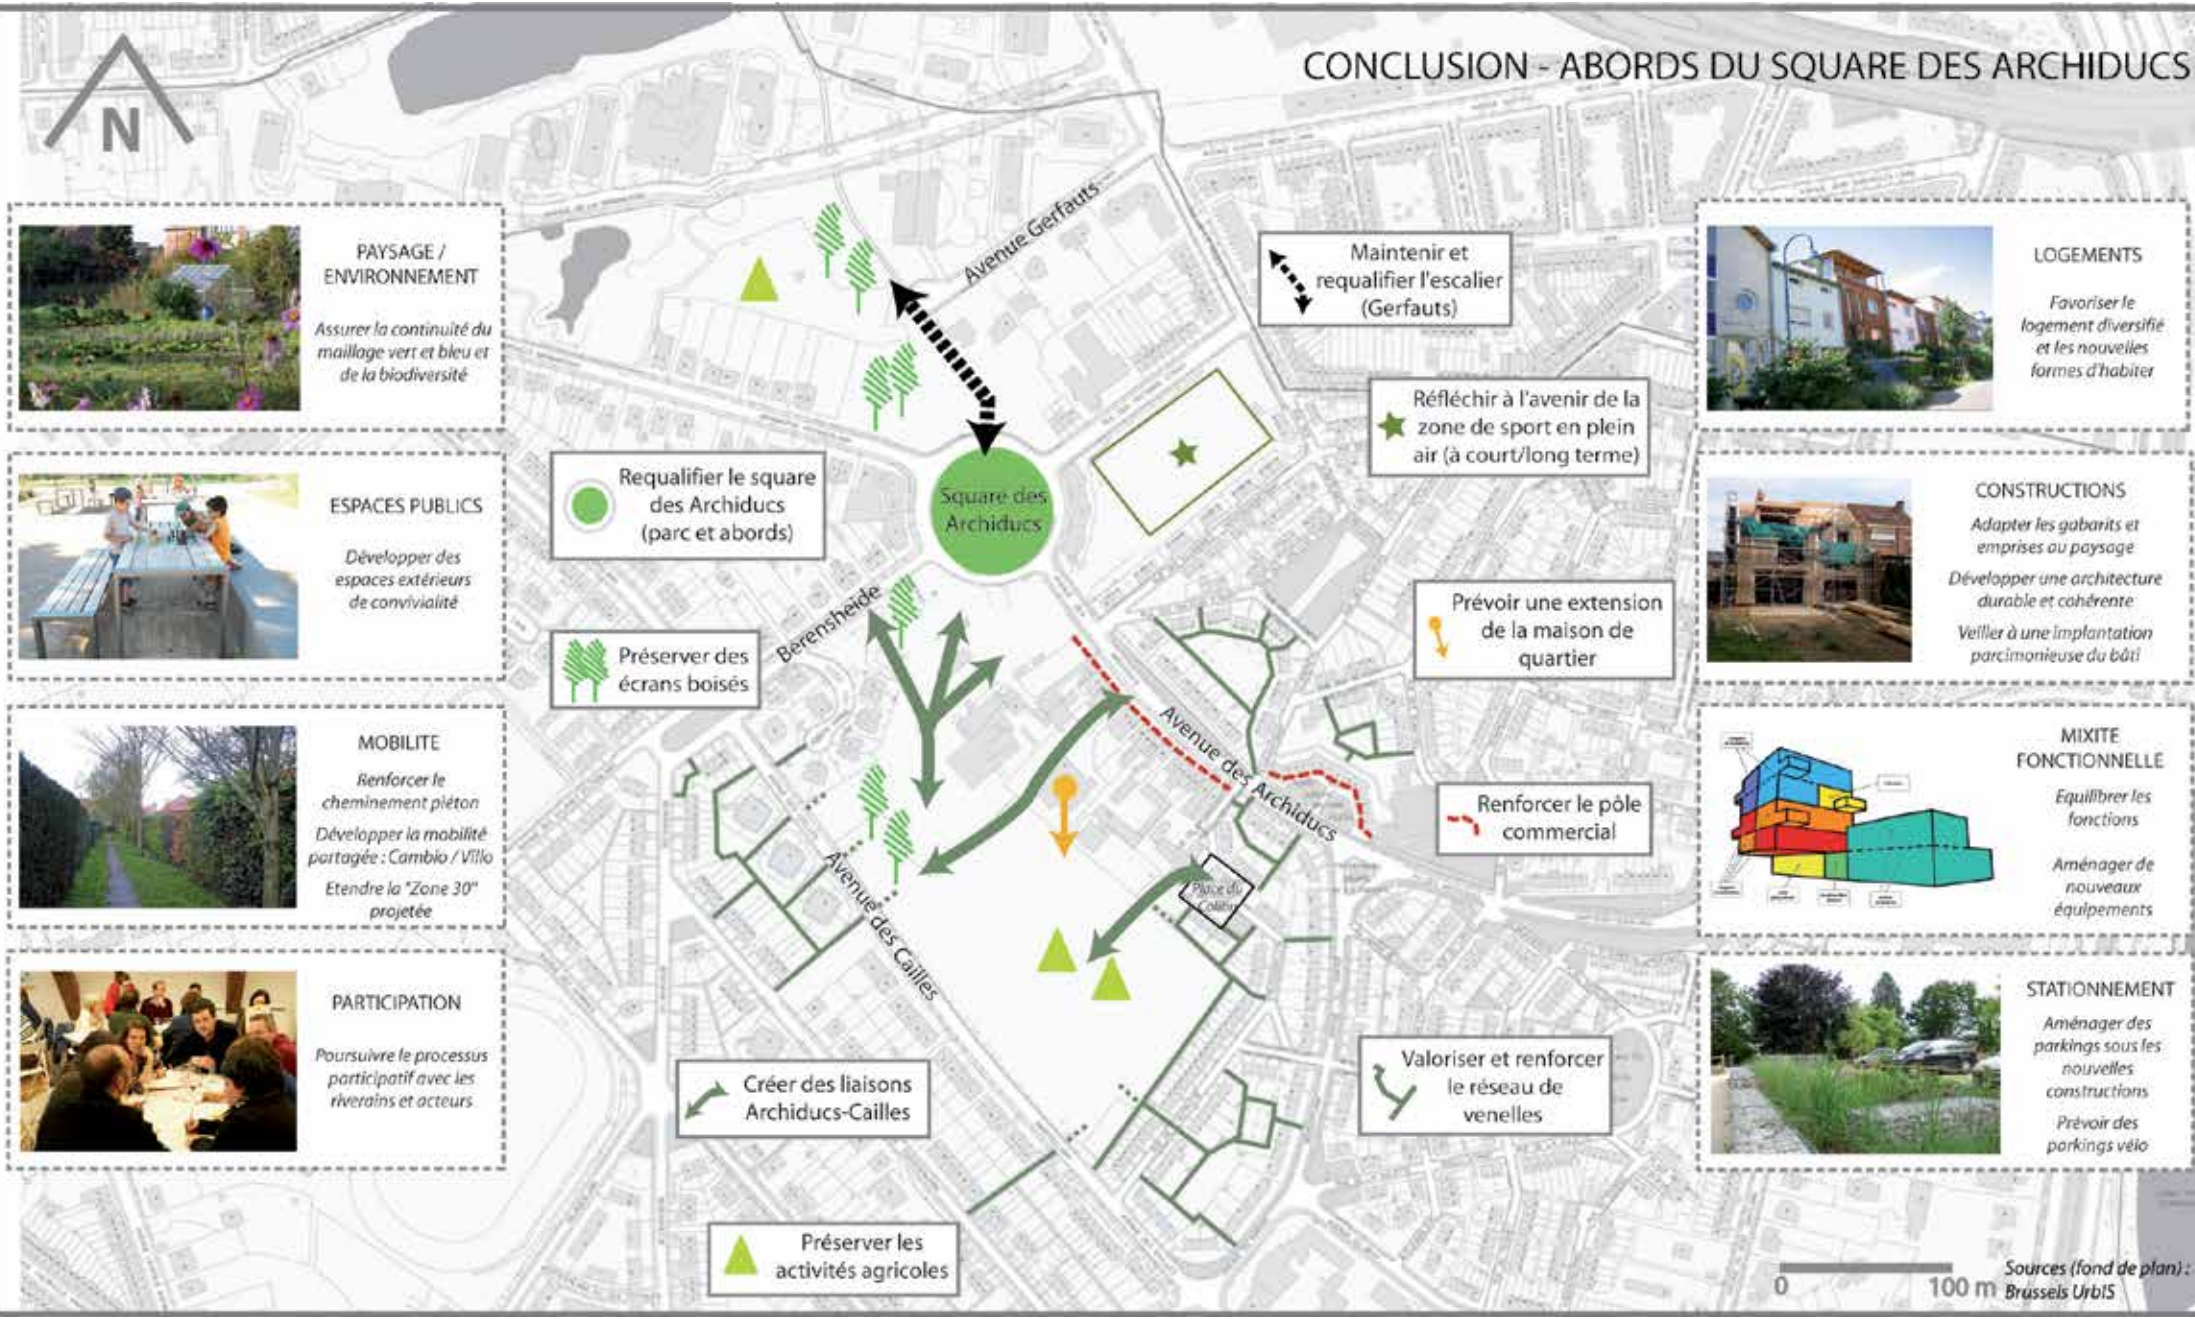 CONCLUSION - ABORDS DU SQUARE DES ARCHIDUCS
N
PAYSAGE /
ENVIRONNEMENT
Assurer la continuité du
maillage vert et bleu et
de la biodiversité
ESPACES PUBLICS
Développer des
espaces extérieurs
de convivialité
MOBILITE
Renforcer le
cheminement piéton
Développer la mobilité
partagée : Cambio / Villo
Etendre la "Zone 30"
projetée
PARTICIPATION
Poursuivre le processus
participatif avec les
riverains et acteurs
Requalifier le square
des Archiducs
(parc et abords)
Préserver des
écrans boisés
Créer des liaisons
Archiducs-Cailles
Préserver les
activités agricoles
Avenue Gerfauts
Square des
Archiducs
Berensheide
Avenue des Archiducs
Avenue des Cailles
Place du
Colibri
Maintenir et
requalifier l'escalier
(Gerfauts)
Réfléchir à l'avenir de la
zone de sport en plein
air (à court/long terme)
Prévoir une extension
de la maison de
quartier
Renforcer le pôle
commercial
Valoriser et renforcer
le réseau de
venelles
LOGEMENTS
Favoriser le
logement diversifié
et les nouvelles
formes d'habiter
CONSTRUCTIONS
Adapter les gabarits et
emprises au paysage
Développer une architecture
durable et cohérente
Veiller à une implantation
parcimonieuse du bâti
MIXITE
FONCTIONNELLE
Equilibrer les
fonctions
Aménager de
nouveaux
équipements
STATIONNEMENT
Aménager des
parkings sous les
nouvelles
constructions
Prévoir des
parkings vélo
0
100 m
Sources (fond de plan) :
Brussels UrbIS